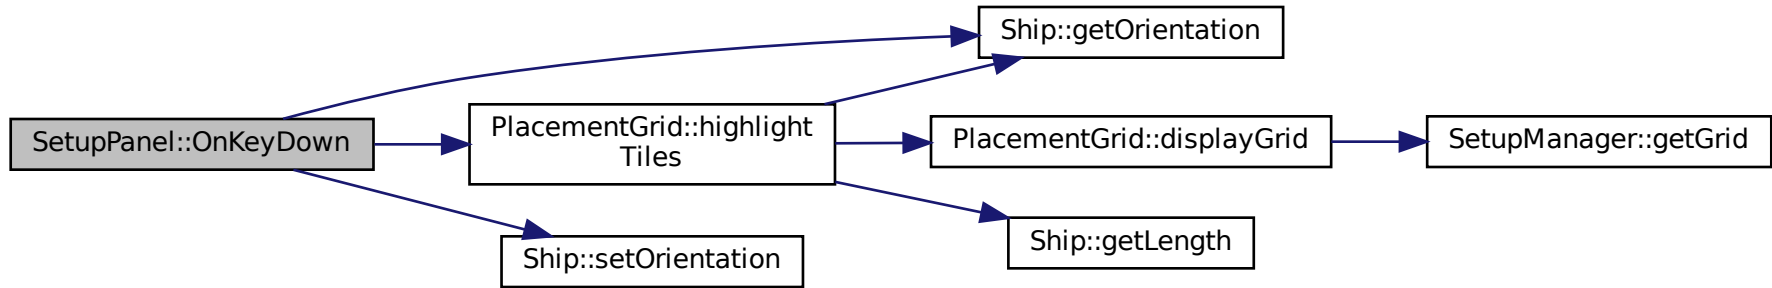 Ship::getOrientation
SetupPanel::OnKeyDown
PlacementGrid::highlight
Tiles
PlacementGrid::displayGrid
SetupManager::getGrid
Ship::getLength
Ship::setOrientation